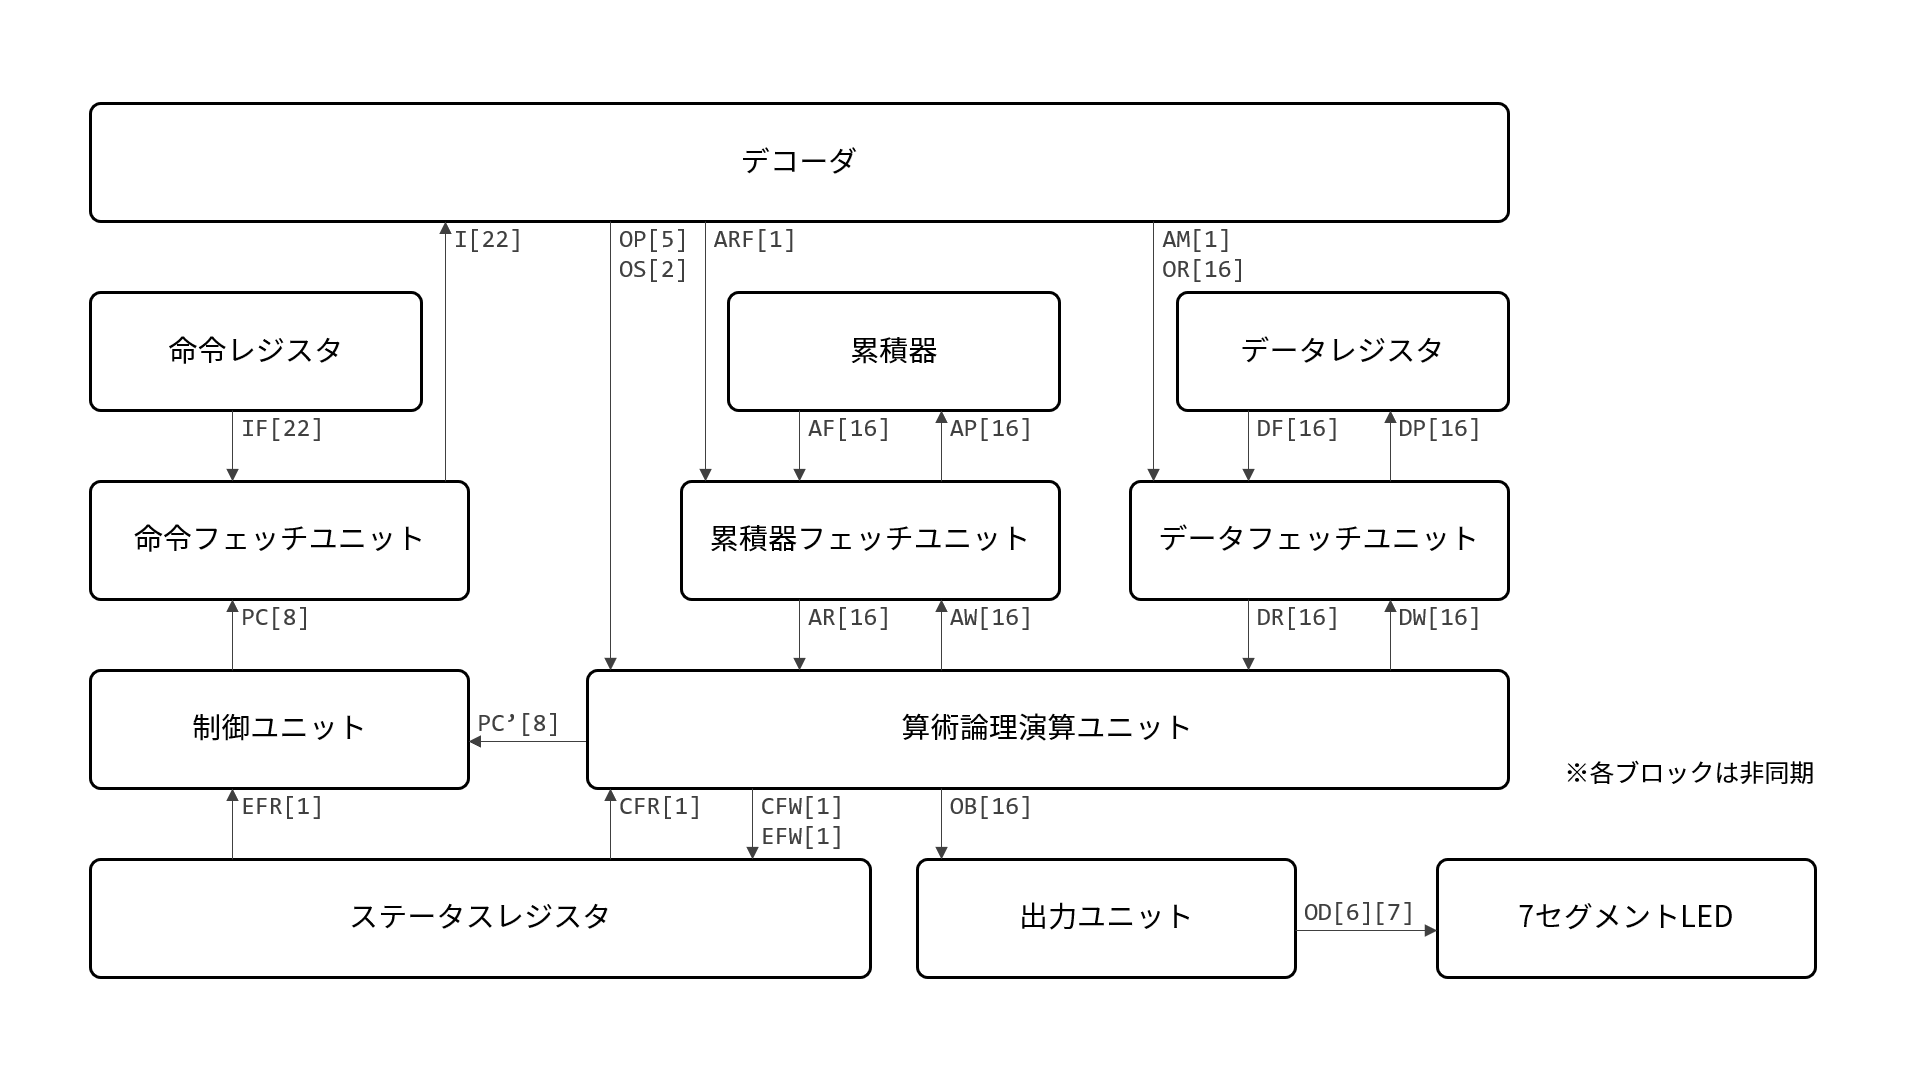 デコーダ
I[22]
OP[5]
OS[2]
ARF[1]
AM[1]
OR[16]
命令レジスタ
累積器
データレジスタ
IF[22]
AF[16]
AP[16]
DF[16]
DP[16]
命令フェッチユニット
累積器フェッチユニット
データフェッチユニット
PC[8]
AR[16]
AW[16]
DR[16]
DW[16]
制御ユニット
PC’[8]
算術論理演算ユニット
※各ブロックは非同期
EFR[1]
CFR[1]
CFW[1]
EFW[1]
OB[16]
ステータスレジスタ
出力ユニット
OD[6][7]
7セグメントLED